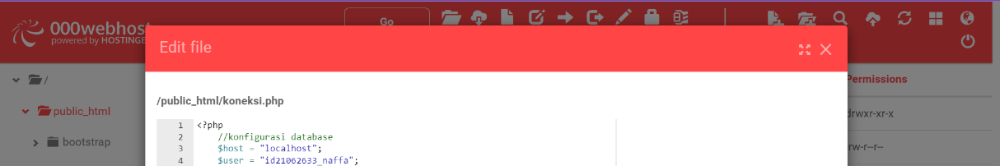 000webhost
powered by HOSTINGE
Go
Edit file
/
public_html
bootstrap
/public_html/koneksi.php
1 <?php
2 //konfigurasi database
3 $host = "localhost";
4 $user = "id21062633_naffa";
Permissions
drwxr-xr-x
rw-r--r--